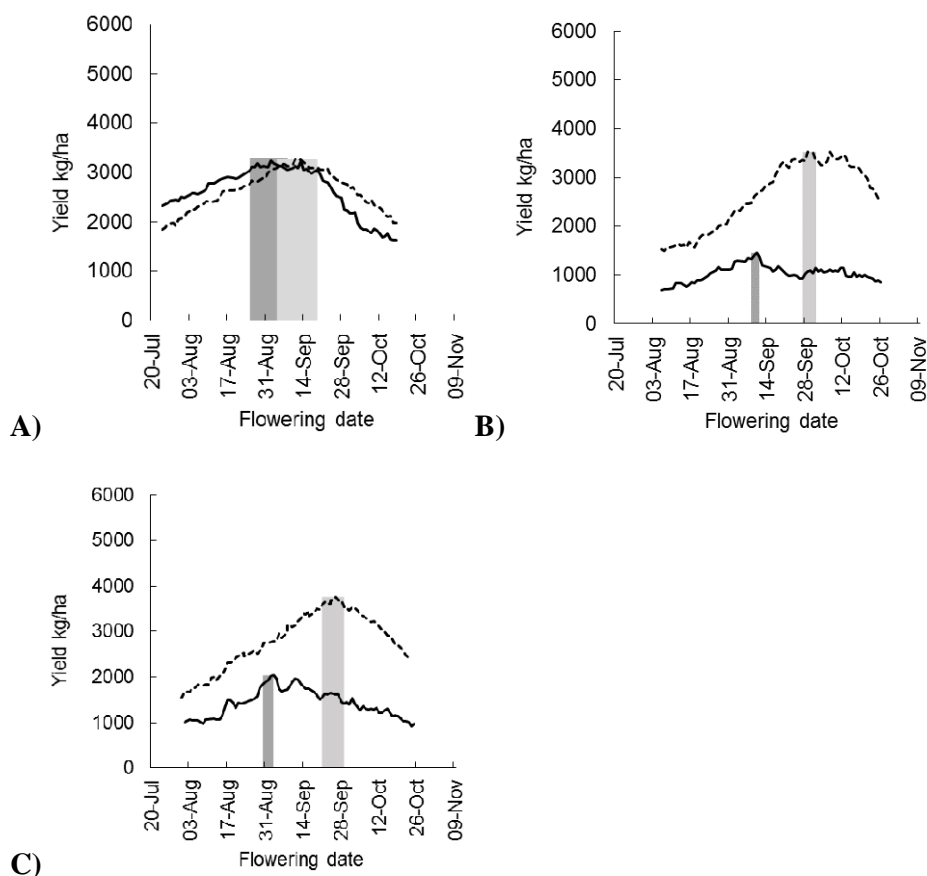 6000
5000
4000
3000
2000
1000
0
Yield kg/ha
20-Jul
03-Aug
17-Aug
31-Aug
14-Sep
28-Sep
12-Oct
26-Oct
09-Nov
Flowering date
A)
6000
5000
4000
3000
2000
1000
0
Yield kg/ha
20-Jul
03-Aug
17-Aug
31-Aug
14-Sep
28-Sep
12-Oct
26-Oct
09-Nov
Flowering date
B)
6000
5000
4000
3000
2000
1000
0
Yield kg/ha
20-Jul
03-Aug
17-Aug
31-Aug
14-Sep
28-Sep
12-Oct
26-Oct
09-Nov
Flowering date
C)